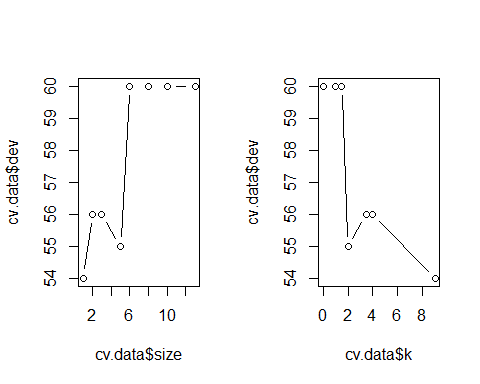 cv.data$dev
54 55 56 57 58 59 60
2 6 10
cv.data$size
cv.data$dev
54 55 56 57 58 59 60
0 2 4 6 8
cv.data$k